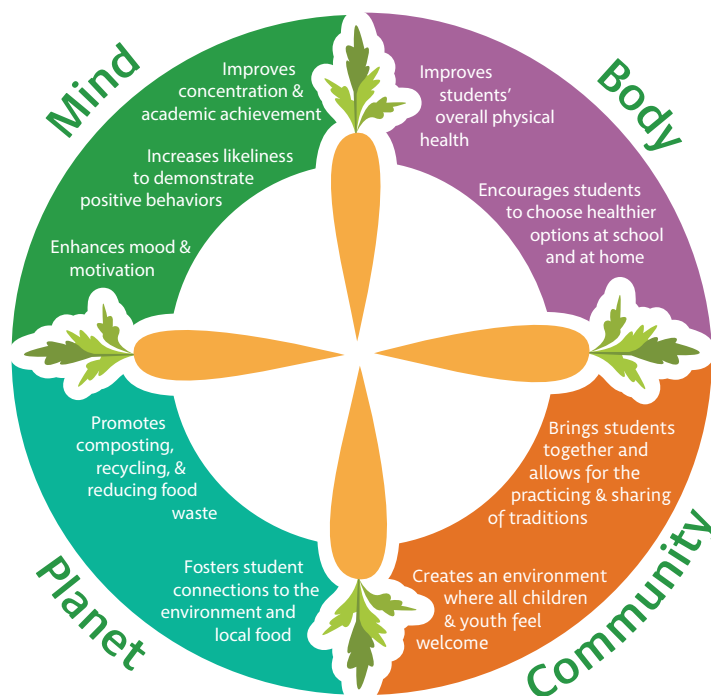 Mind
Improves
concentration &
academic achievement
Increases likeliness
to demonstrate
positive behaviors
Enhances mood &
motivation
Body
Improves
students'
overall physical
health
Encourages students
to choose healthier
options at school
and at home
Planet
Promotes
composting,
recycling, &
reducing food
waste
Fosters student
connections to the
environment and
local food
Community
Brings students
together and
allows for the
practicing & sharing
of traditions
Creates an environment
where all children
& youth feel
welcome